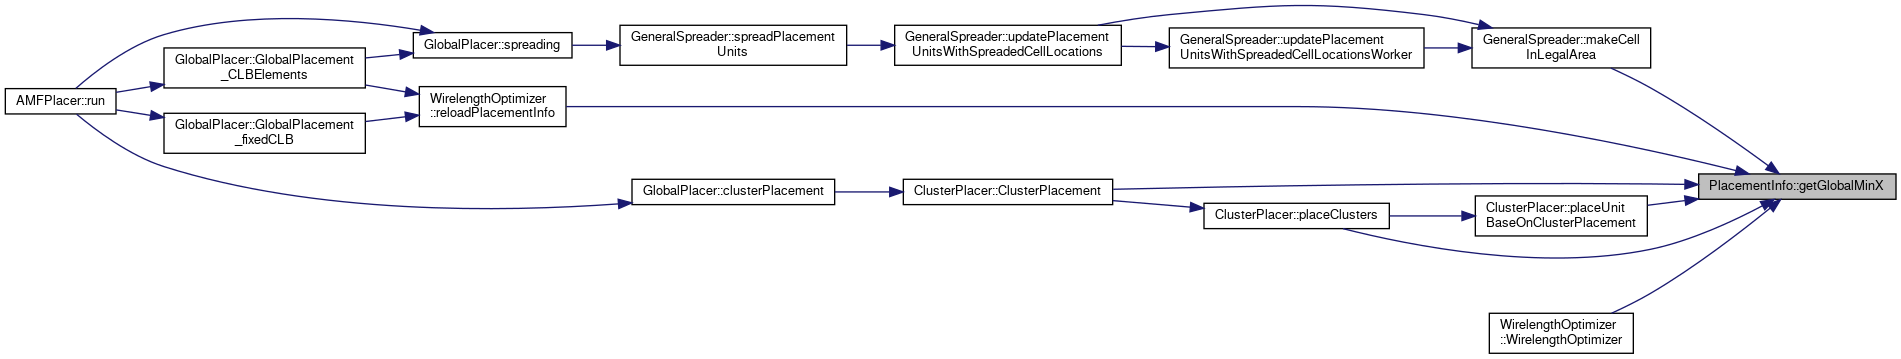 AMFPlacer::run
GlobalPlacer::GlobalPlacement
_CLBElements
GlobalPlacer::GlobalPlacement
_fixedCLB
GlobalPlacer::spreading
WirelengthOptimizer
::reloadPlacementInfo
GeneralSpreader::spreadPlacement
Units
GlobalPlacer::clusterPlacement
GeneralSpreader::updatePlacement
UnitsWithSpreadedCellLocations
ClusterPlacer::ClusterPlacement
GeneralSpreader::updatePlacement
UnitsWithSpreadedCellLocationsWorker
ClusterPlacer::placeClusters
GeneralSpreader::makeCell
InLegalArea
ClusterPlacer::placeUnit
BaseOnClusterPlacement
WirelengthOptimizer
::WirelengthOptimizer
PlacementInfo::getGlobalMinX